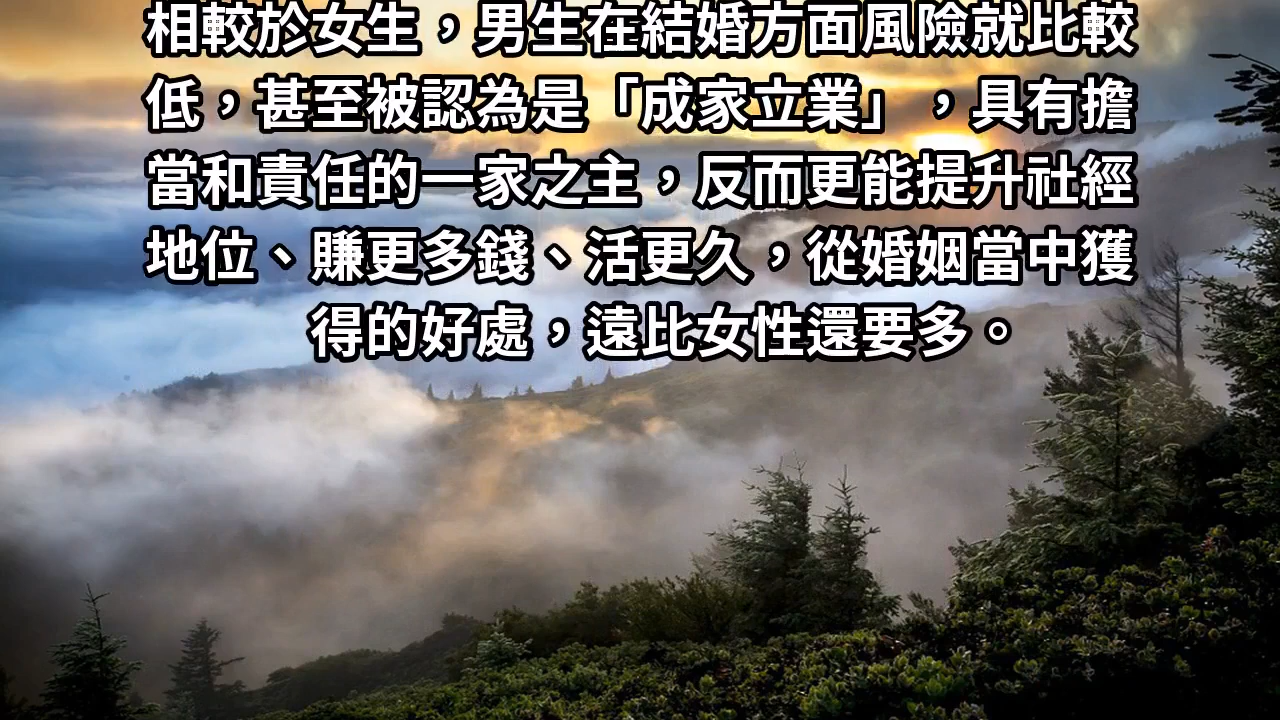 相較於女生，男生在結婚方面風險就比較
低，甚至被認為是「成家立業」，具有擔
當和責任的一家之主，反而更能提升社經
地位、賺更多錢、活更久，從婚姻當中獲
得的好處，遠比女性還要多。